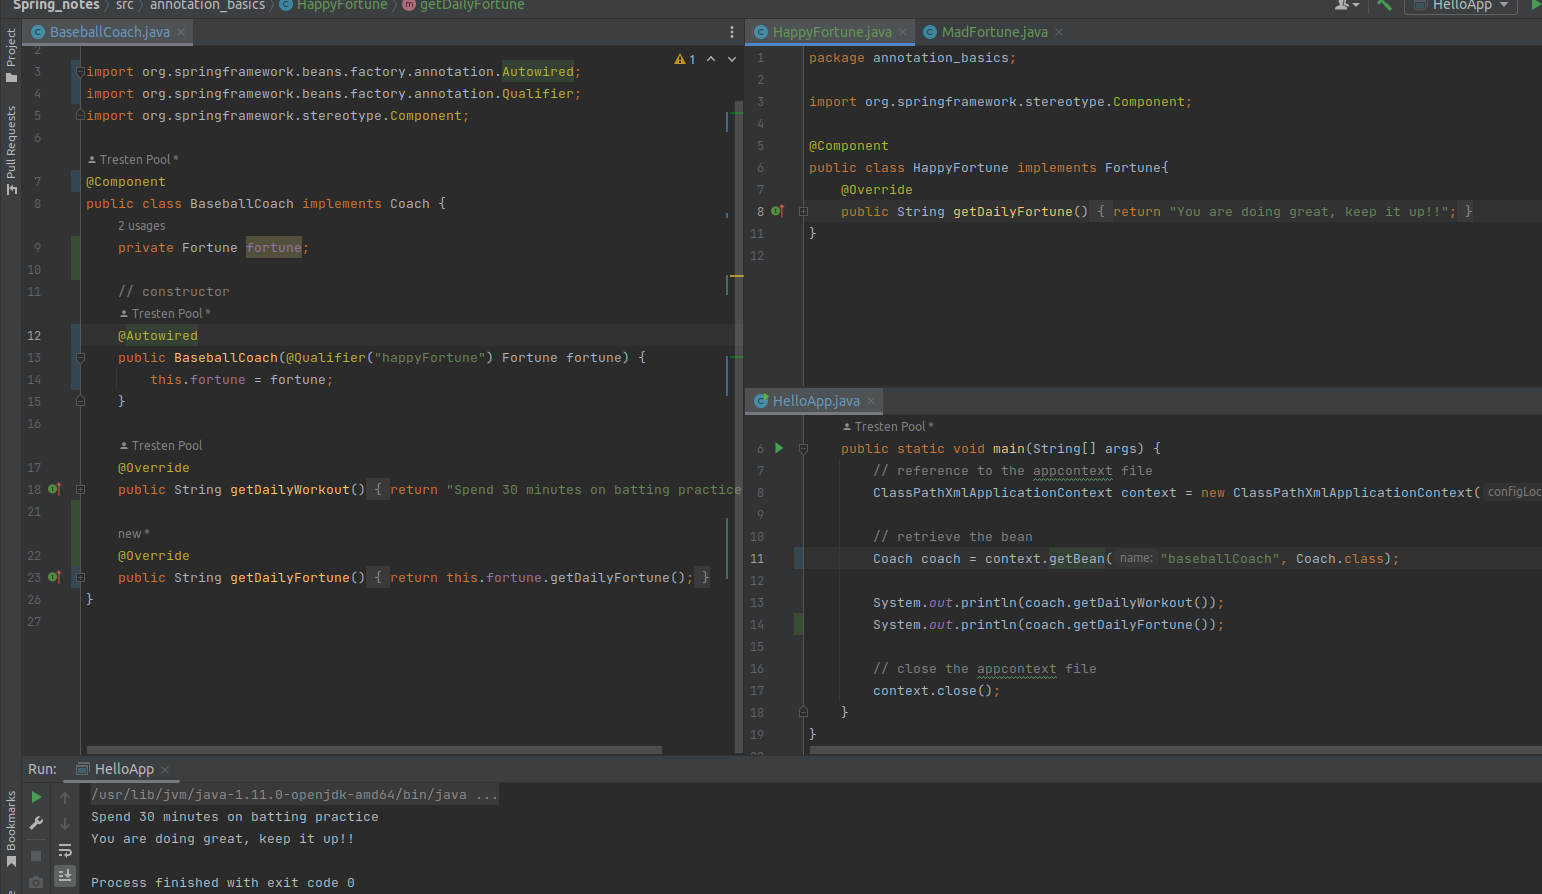 Spring_notes > src > annotation_basics > HappyFortune > getDailyFortune
HelloApp
Project
Pull Requests
Bookmarks
BaseballCoach.java
1
2
3 import org.springframework.beans.factory.annotation.Autowired;
4 import org.springframework.beans.factory.annotation.Qualifier;
5 import org.springframework.stereotype.Component;
6
Tresten Pool *
7 @Component
8 public class BaseballCoach implements Coach {
2 usages
9 private Fortune fortune;
10
11 // constructor
Tresten Pool *
12 @Autowired
13 public BaseballCoach(@Qualifier("happyFortune") Fortune fortune) {
14 this.fortune = fortune;
15 }
16
Tresten Pool
17 @Override
18 public String getDailyWorkout() { return "Spend 30 minutes on batting practice
21
new *
22 @Override
23 public String getDailyFortune() { return this.fortune.getDailyFortune(); }
26 }
27
HappyFortune.java MadFortune.java
1 package annotation_basics;
2
3 import org.springframework.stereotype.Component;
4
5 @Component
6 public class HappyFortune implements Fortune{
7 @Override
8 public String getDailyFortune() { return "You are doing great, keep it up!!"; }
11 }
12
HelloApp.java
Tresten Pool *
6 public static void main(String[] args) {
7 // reference to the appcontext file
8 ClassPathXmlApplicationContext context = new ClassPathXmlApplicationContext( configLoc
9
10 // retrieve the bean
11 Coach coach = context.getBean( name: "baseballCoach", Coach.class);
12
13 System.out.println(coach.getDailyWorkout());
14 System.out.println(coach.getDailyFortune());
15
16 // close the appcontext file
17 context.close();
18 }
19 }
20
Run: HelloApp
/usr/lib/jvm/java-1.11.0-openjdk-amd64/bin/java ...
Spend 30 minutes on batting practice
You are doing great, keep it up!!
Process finished with exit code 0